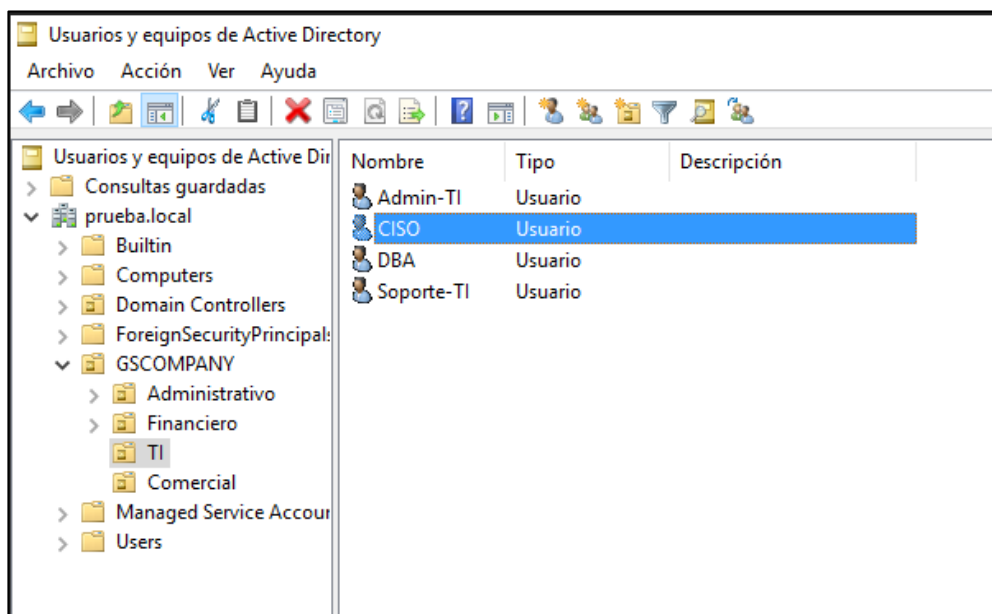 Usuarios y equipos de Active Directory
Archivo Acción Ver Ayuda
Usuarios y equipos de Active Dir
Consultas guardadas
prueba.local
Builtin
Computers
Domain Controllers
ForeignSecurityPrincipals
GSCOMPANY
Administrativo
Financiero
TI
Comercial
Managed Service Accour
Users
Nombre Tipo Descripción
Admin-TI Usuario
CISO Usuario
DBA Usuario
Soporte-TI Usuario